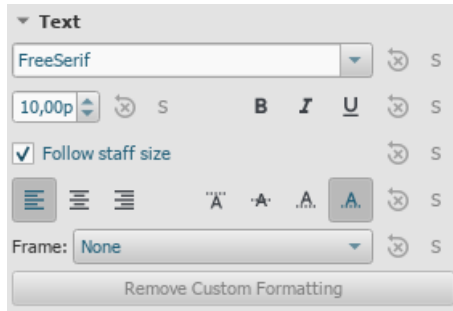 Text
FreeSerif S
10,00p S B I U S
Follow staff size S
A A A A S
Frame: None S
Remove Custom Formatting